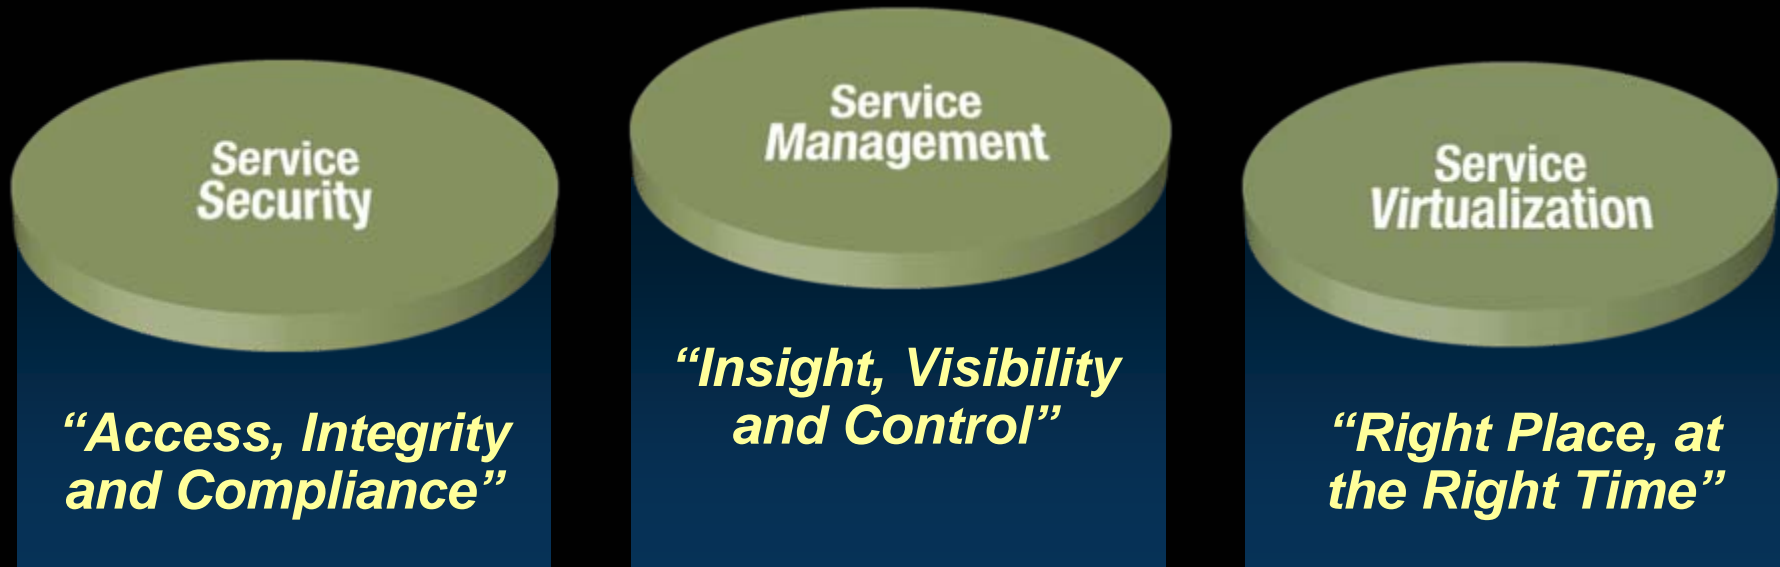 Service
Security
“Access, Integrity
and Compliance”
Service
Management
“Insight, Visibility
and Control”
Service
Virtualization
“Right Place, at
the Right Time”